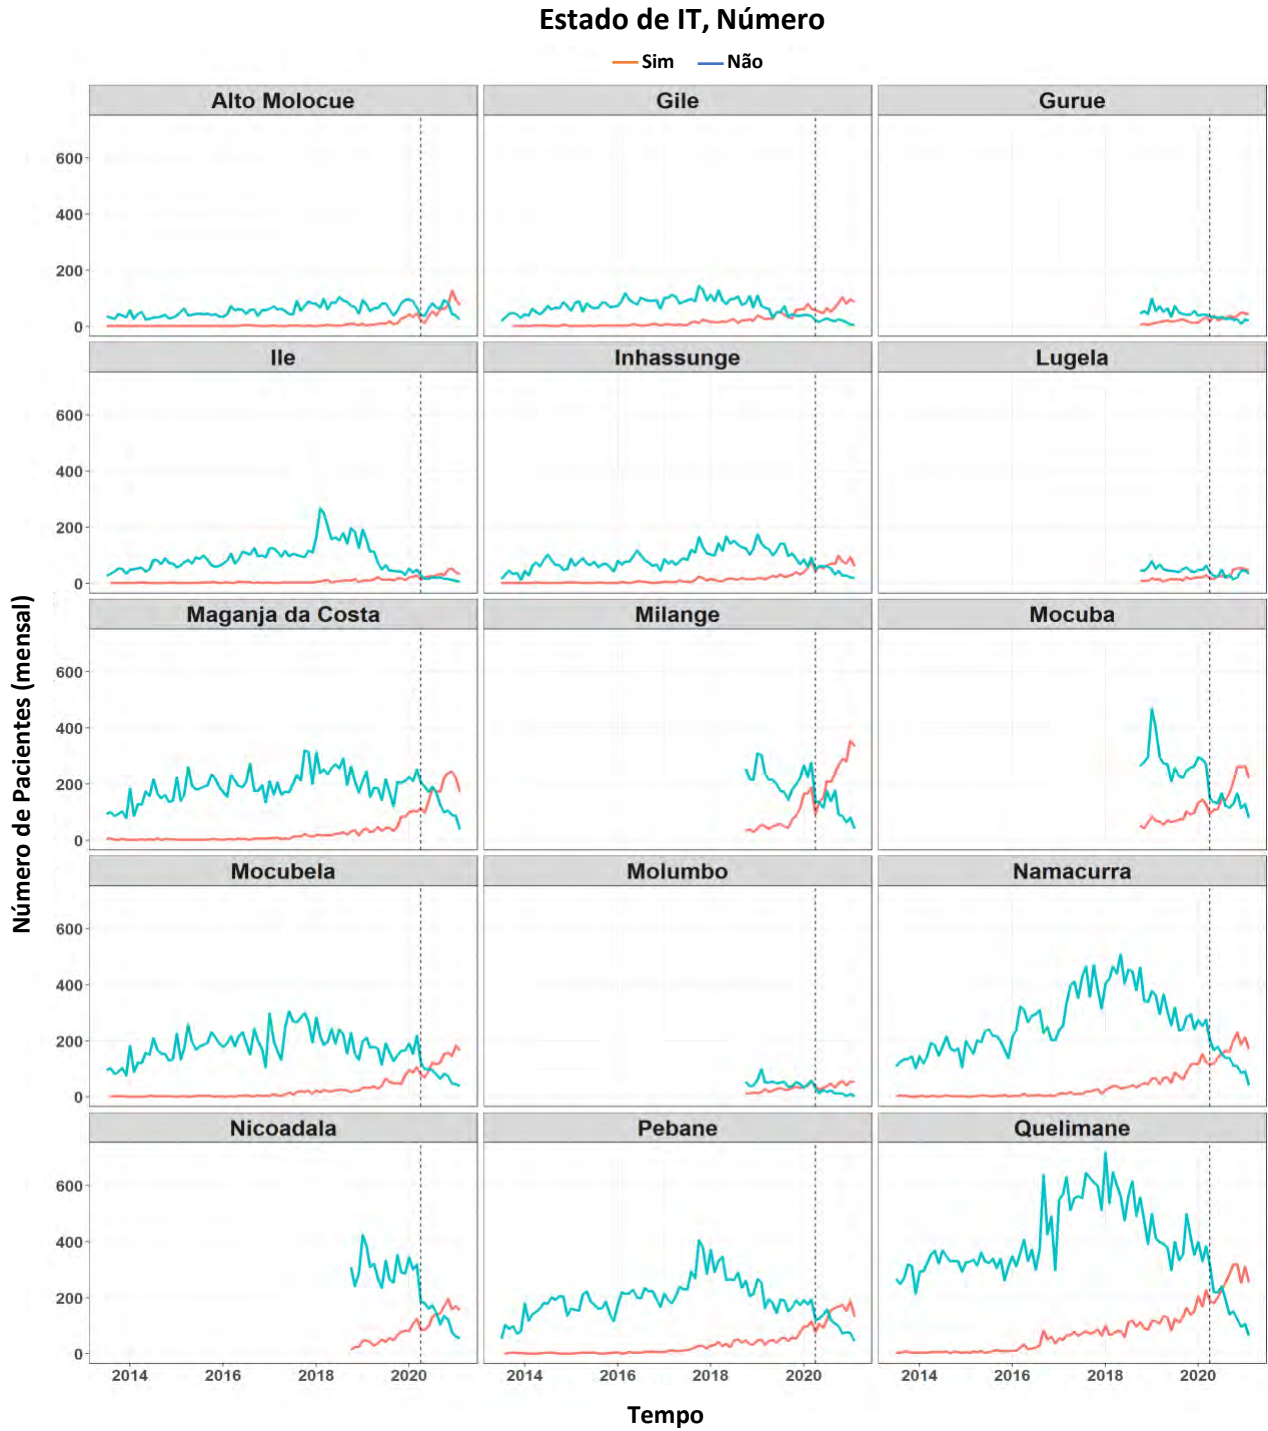 Estado de IT, Número
Sim Não
Alto Molocue Gile Gurue
600
400
200
0
Ile Inhassunge Lugela
600
400
200
0
Maganja da Costa Milange Mocuba
600
400
200
0
Número de Pacientes (mensal)
Mocubela Molumbo Namacurra
600
400
200
0
Nicoadala Pebane Quelimane
600
400
200
0
2014 2016 2018 2020 2014 2016 2018 2020 2014 2016 2018 2020
Tempo